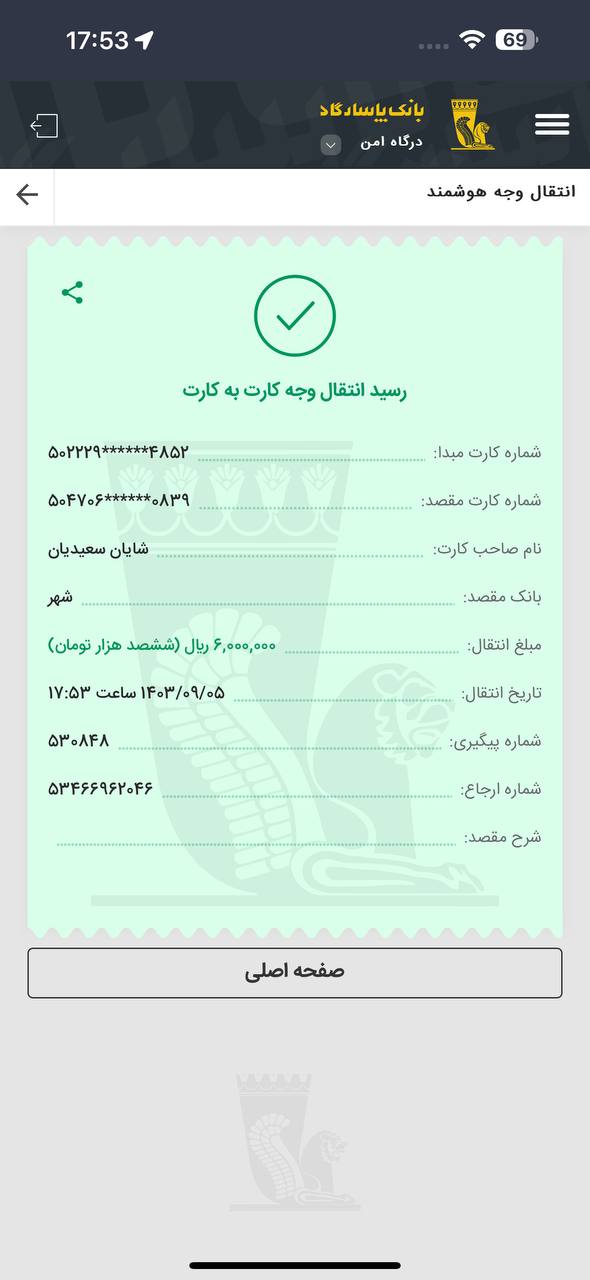 17:53
69
بانک پاسارگاد
درگاه امن
انتقال وجه هوشمند
رسید انتقال وجه کارت به کارت
شماره کارت مبدا: ۵۰۲۲۲۹******۴۸۵۲
شماره کارت مقصد: ۵۰۴۷۰۶******۰۸۳۹
نام صاحب کارت: شایان سعیدیان
بانک مقصد: شهر
مبلغ انتقال: ۶,۰۰۰,۰۰۰ ریال (ششصد هزار تومان)
تاریخ انتقال: ۱۴۰۳/۰۹/۰۵ ساعت ۱۷:۵۳
شماره پیگیری: ۵۳۰۸۴۸
شماره ارجاع: ۵۳۴۶۶۹۶۲۰۴۶
شرح مقصد:
صفحه اصلی